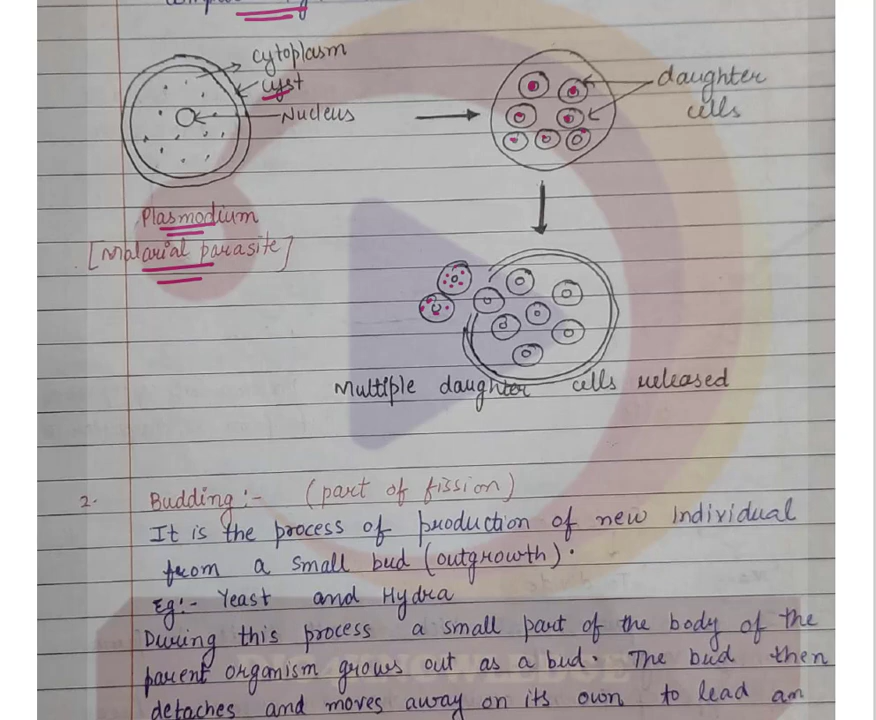 cytoplasm
cyst
Nucleus
daughter
cells
Plasmodium
[Malarial parasite]
Multiple daughter cells released
2. Budding :- (part of fission)
It is the process of production of new individual
from a small bud (outgrowth).
Eg:- Yeast and Hydra
During this process a small part of the body of the
parent organism grows out as a bud. The bud then
detaches and moves away on its own to lead an